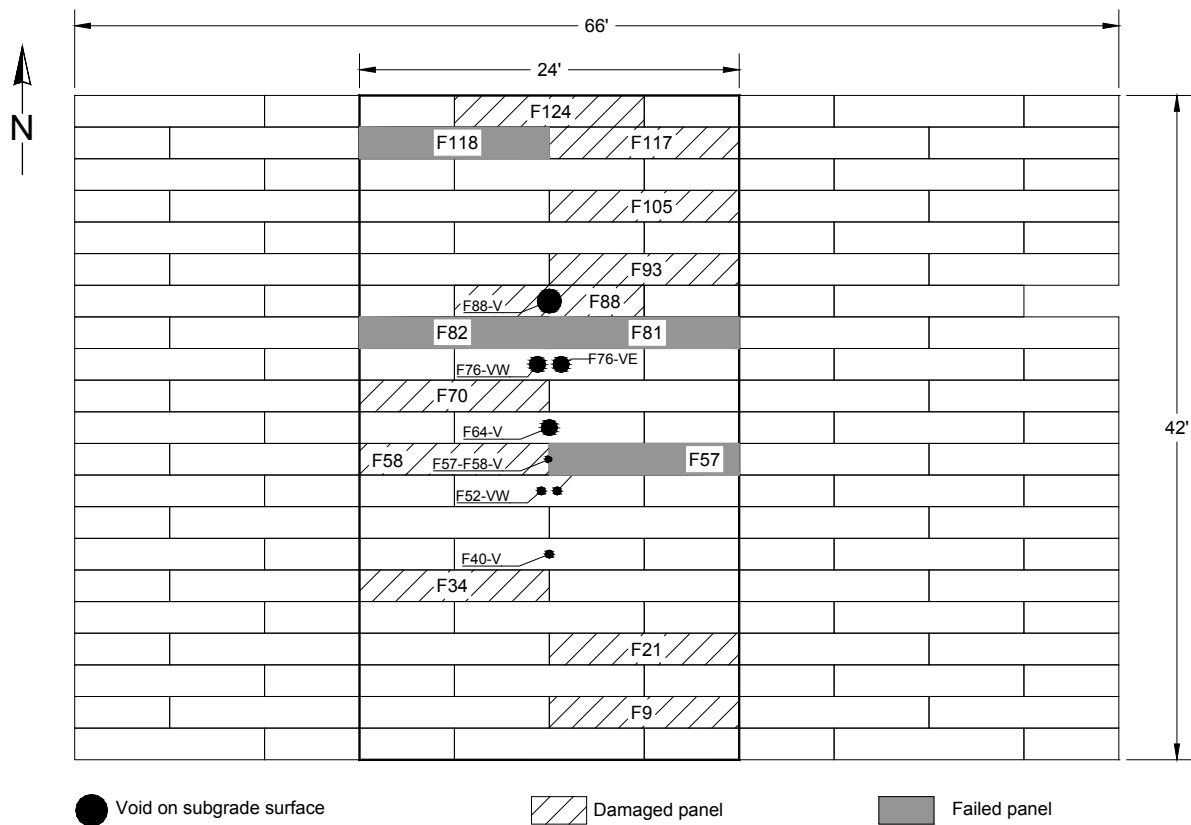 66'
24'
N
F124
F118
F117
F105
F93
F88-V
F88
F82
F81
F76-VW
F76-VE
F70
F64-V
42'
F58
F57-F58-V
F57
F52-VW
F40-V
F34
F21
F9
Void on subgrade surface
Damaged panel
Failed panel